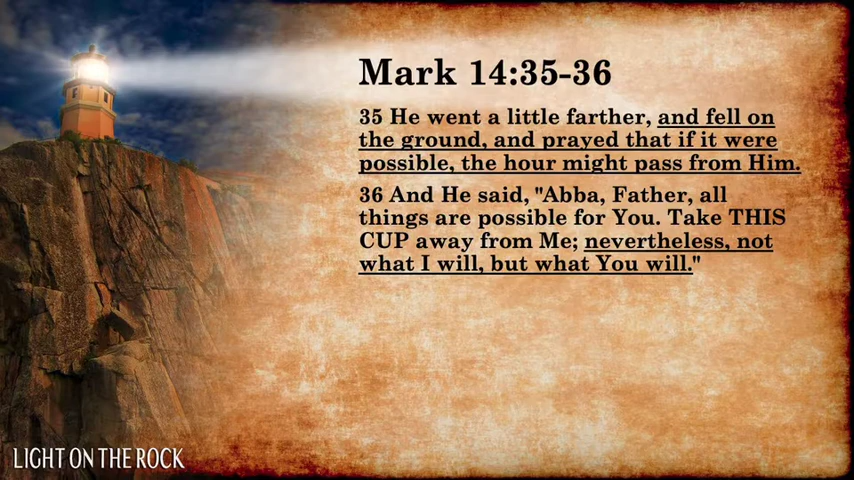 Mark 14:35-36
35 He went a little farther, and fell on
the ground, and prayed that if it were
possible, the hour might pass from Him.
36 And He said, "Abba, Father, all
things are possible for You. Take THIS
CUP away from Me; nevertheless, not
what I will, but what You will."
LIGHT ON THE ROCK